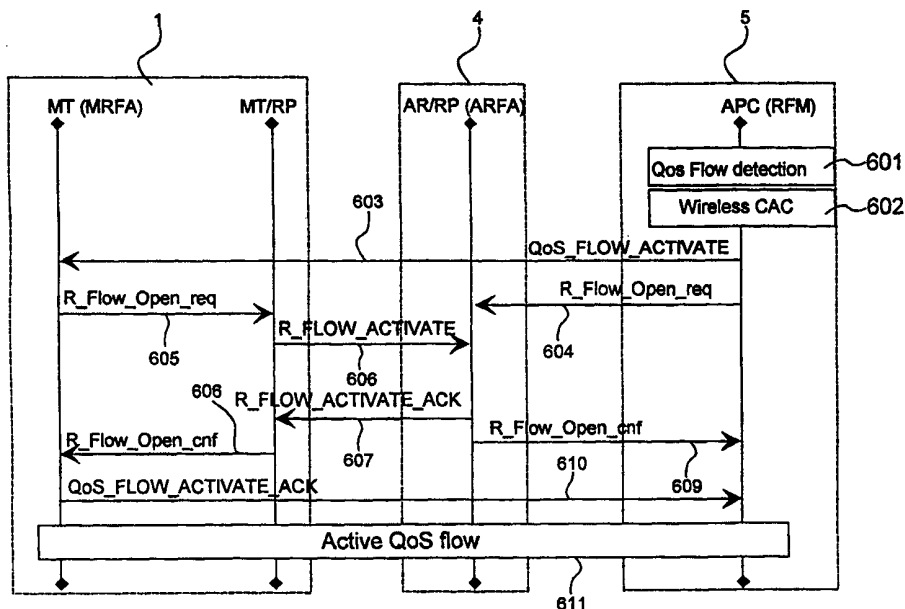 1
4
5
MT (MRFA)
MT/RP
AR/RP (ARFA)
APC (RFM)
Qos Flow detection
601
Wireless CAC
602
603
QoS_FLOW_ACTIVATE
R_Flow_Open_req
R_Flow_Open_req
605
604
R_FLOW_ACTIVATE
606
606
R_FLOW_ACTIVATE_ACK
R_Flow_Open_cnf
607
R_Flow_Open_cnf
609
QoS_FLOW_ACTIVATE_ACK
610
Active QoS flow
611